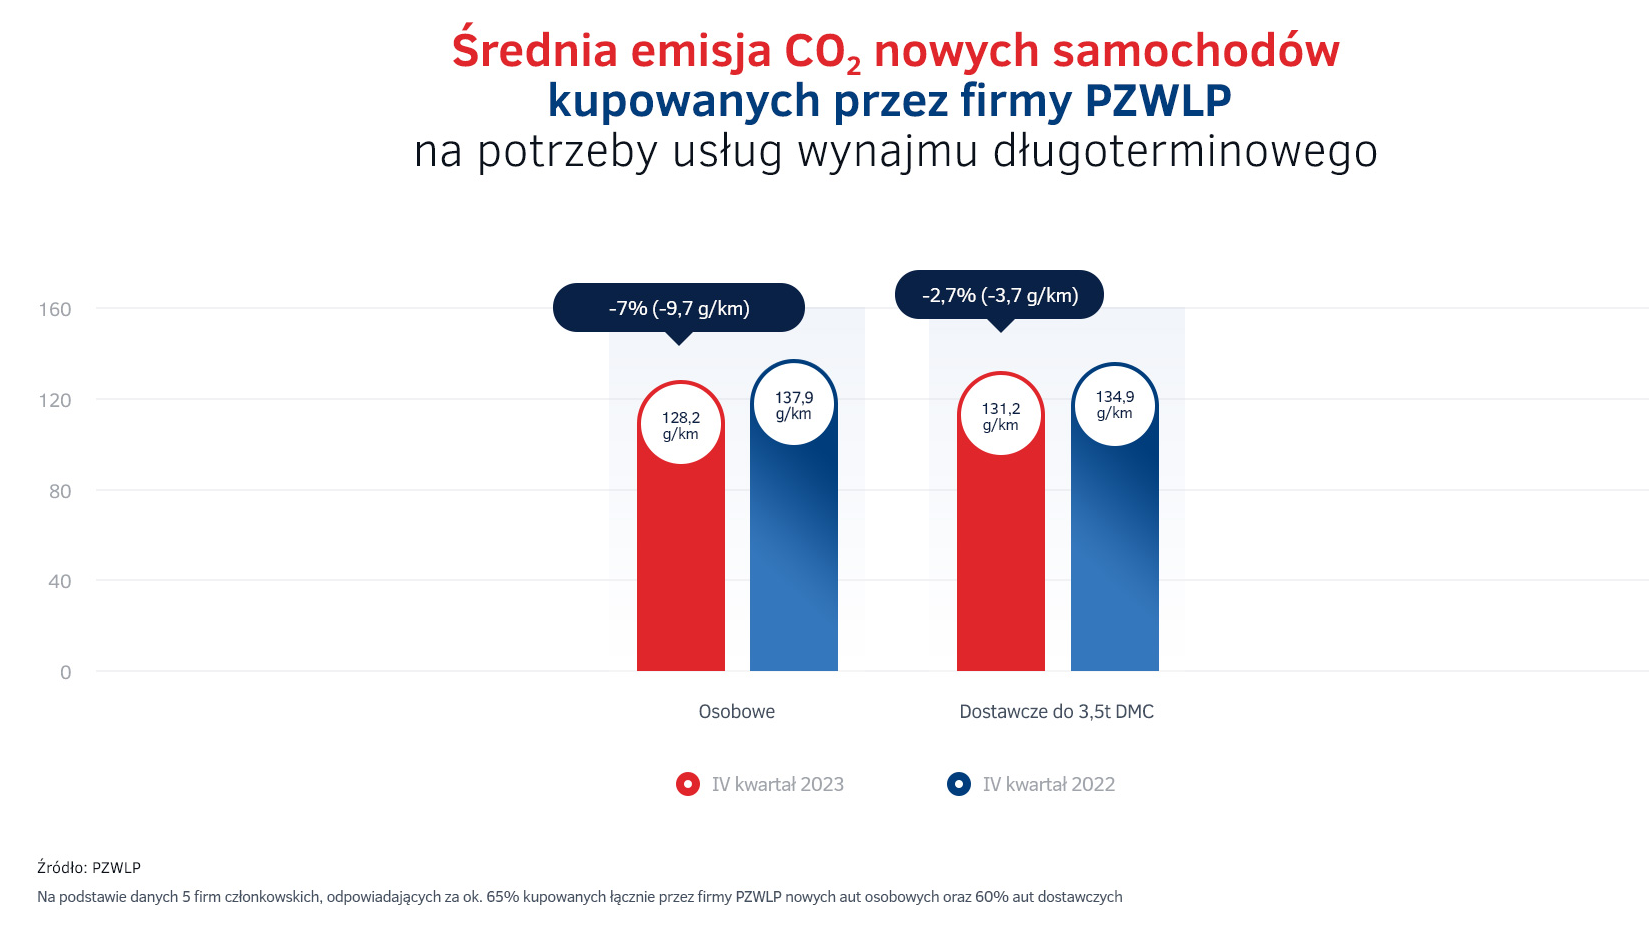 Średnia emisja CO₂ nowych samochodów
kupowanych przez firmy PZWLP
na potrzeby usług wynajmu długoterminowego
-7% (-9,7 g/km)
-2,7% (-3,7 g/km)
160
120
80
40
0
128,2
g/km
137,9
g/km
131,2
g/km
134,9
g/km
Osobowe
Dostawcze do 3,5t DMC
IV kwartał 2023
IV kwartał 2022
Źródło: PZWLP
Na podstawie danych 5 firm członkowskich, odpowiadających za ok. 65% kupowanych łącznie przez firmy PZWLP nowych aut osobowych oraz 60% aut dostawczych